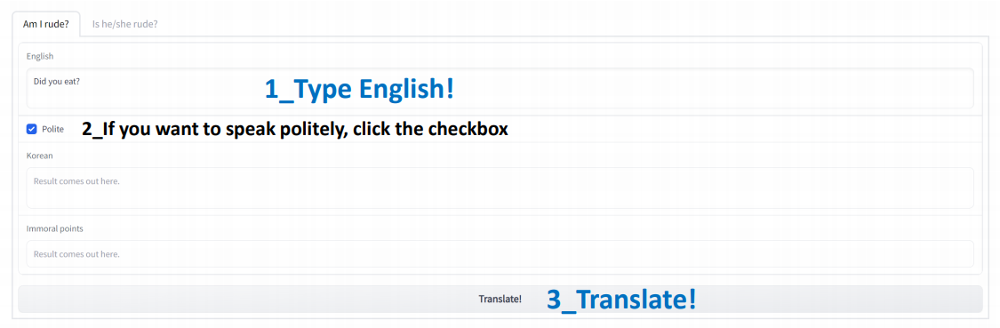 Am I rude? Is he/she rude?
English
Did you eat? 1_Type English!
Polite 2_If you want to speak politely, click the checkbox
Korean
Result comes out here.
Immoral points
Result comes out here.
Translate! 3_Translate!